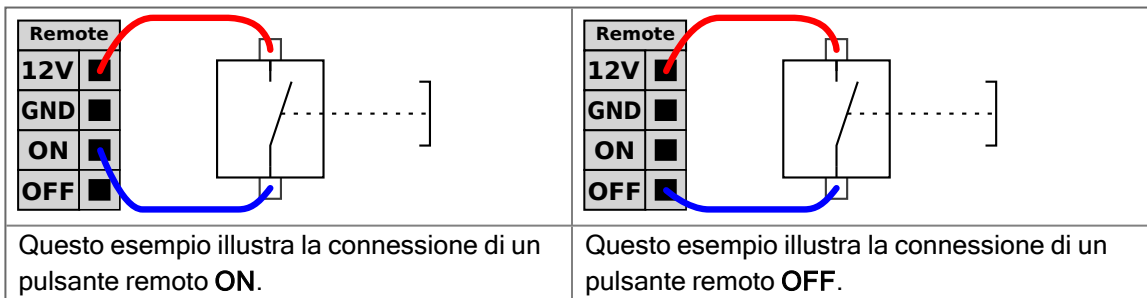 Remote
12V
GND
ON
OFF
Questo esempio illustra la connessione di un
pulsante remoto ON.
Remote
12V
GND
ON
OFF
Questo esempio illustra la connessione di un
pulsante remoto OFF.